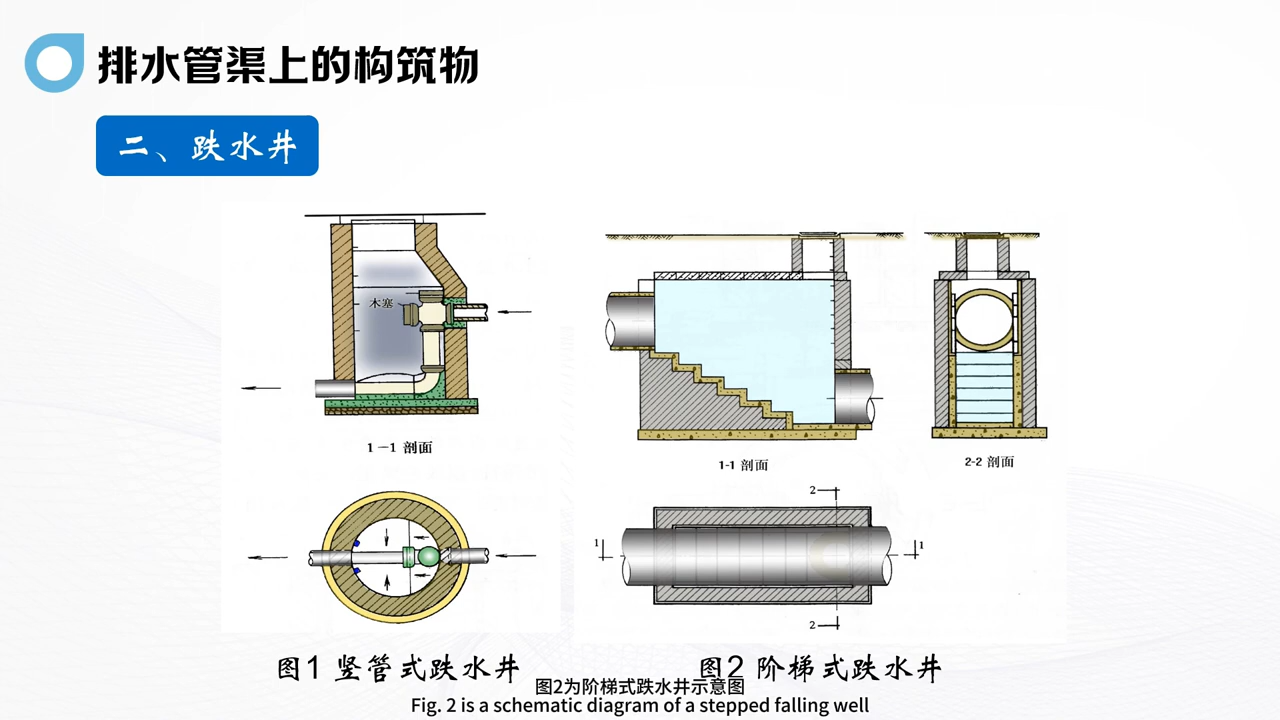 排水管渠上的构筑物
二、跌水井
木塞
1－1 剖面
1-1 剖面
2-2 剖面
2
1
1
2
图1 竖管式跌水井
图2 阶梯式跌水井
图2为阶梯式跌水井示意图
Fig. 2 is a schematic diagram of a stepped falling well